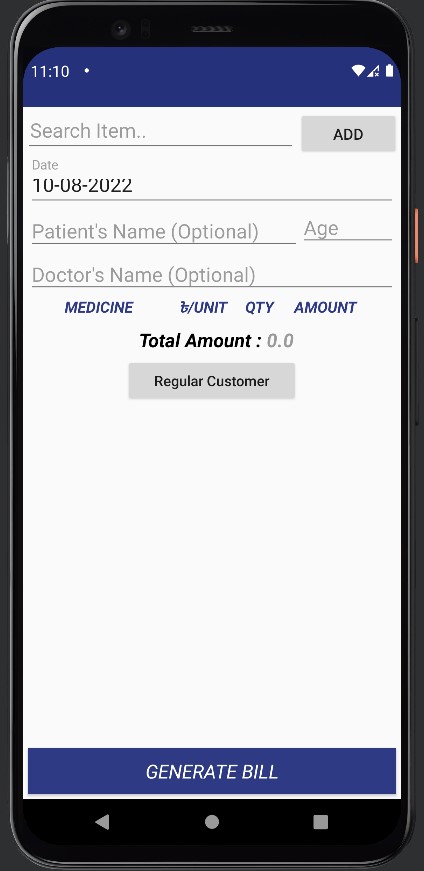 11:10
Search Item..
ADD
Date
10-08-2022
Patient's Name (Optional)
Age
Doctor's Name (Optional)
MEDICINE ৳/UNIT QTY AMOUNT
Total Amount : 0.0
Regular Customer
GENERATE BILL